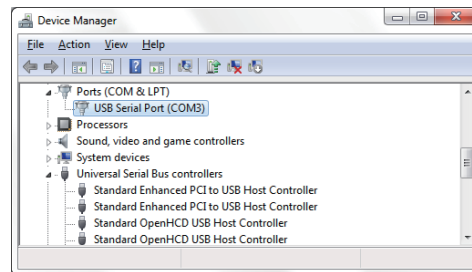 Device Manager
File Action View Help
Ports (COM & LPT)
USB Serial Port (COM3)
Processors
Sound, video and game controllers
System devices
Universal Serial Bus controllers
Standard Enhanced PCI to USB Host Controller
Standard Enhanced PCI to USB Host Controller
Standard OpenHCD USB Host Controller
Standard OpenHCD USB Host Controller